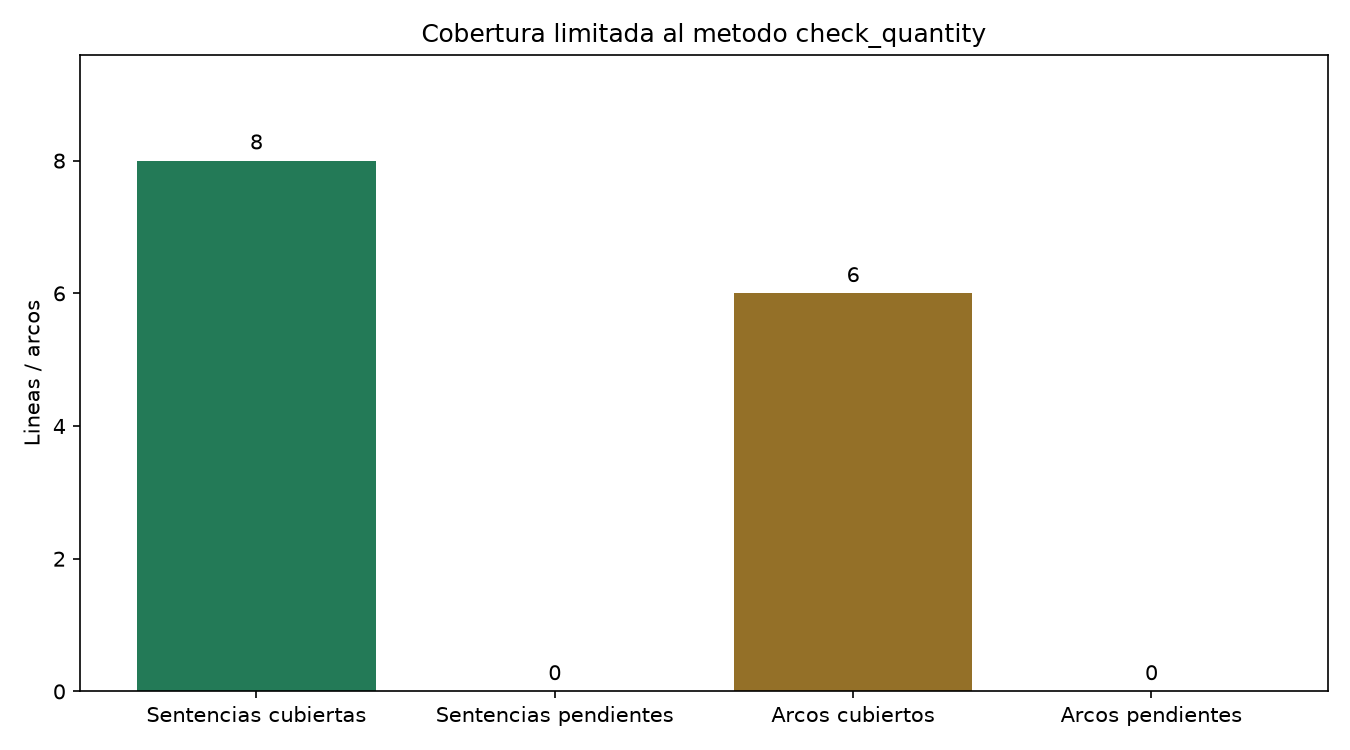 Cobertura limitada al metodo check_quantity
Lineas / arcos
8
6
4
2
0
8
0
6
0
Sentencias cubiertas
Sentencias pendientes
Arcos cubiertos
Arcos pendientes